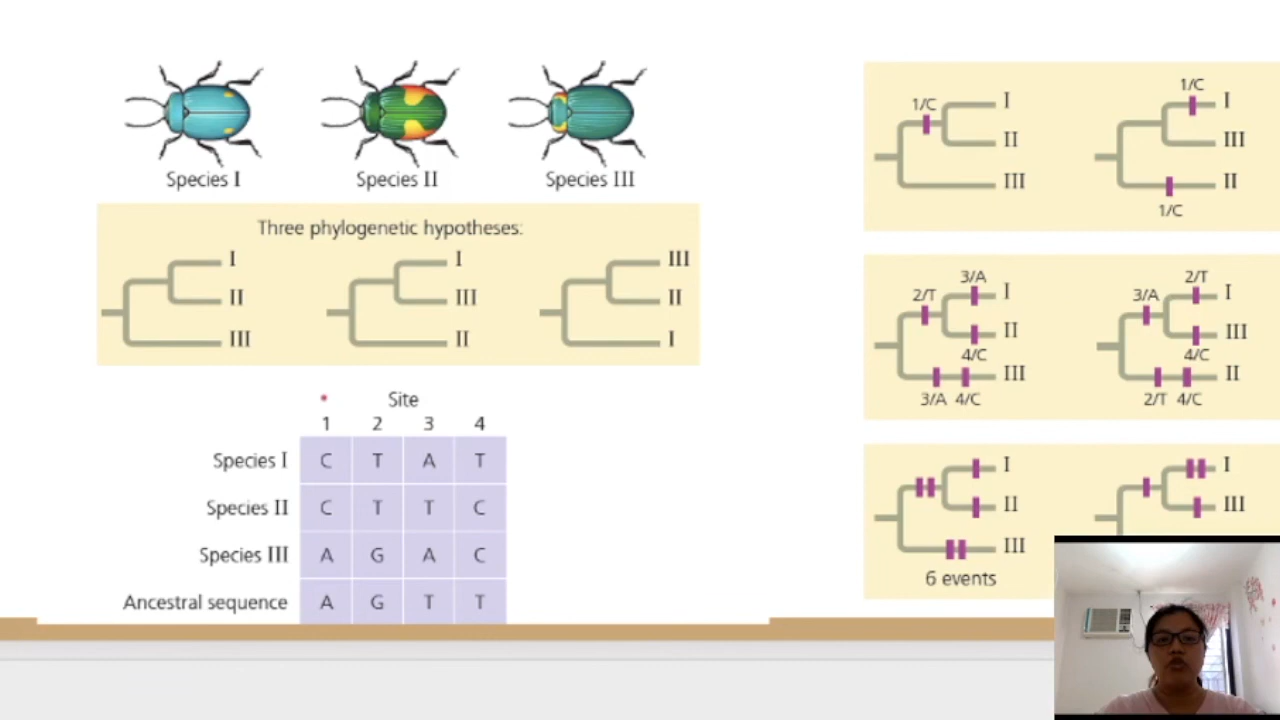 Species I
Species II
Species III
Three phylogenetic hypotheses:
I
II
III
I
III
II
III
II
I
Site
1 2 3 4
Species I C T A T
Species II C T T C
Species III A G A C
Ancestral sequence A G T T
1/C
I
II
III
1/C
I
III
II
1/C
3/A
2/T
I
II
4/C
III
3/A 4/C
2/T
3/A
I
III
4/C
II
2/T 4/C
I
II
III
6 events
I
III